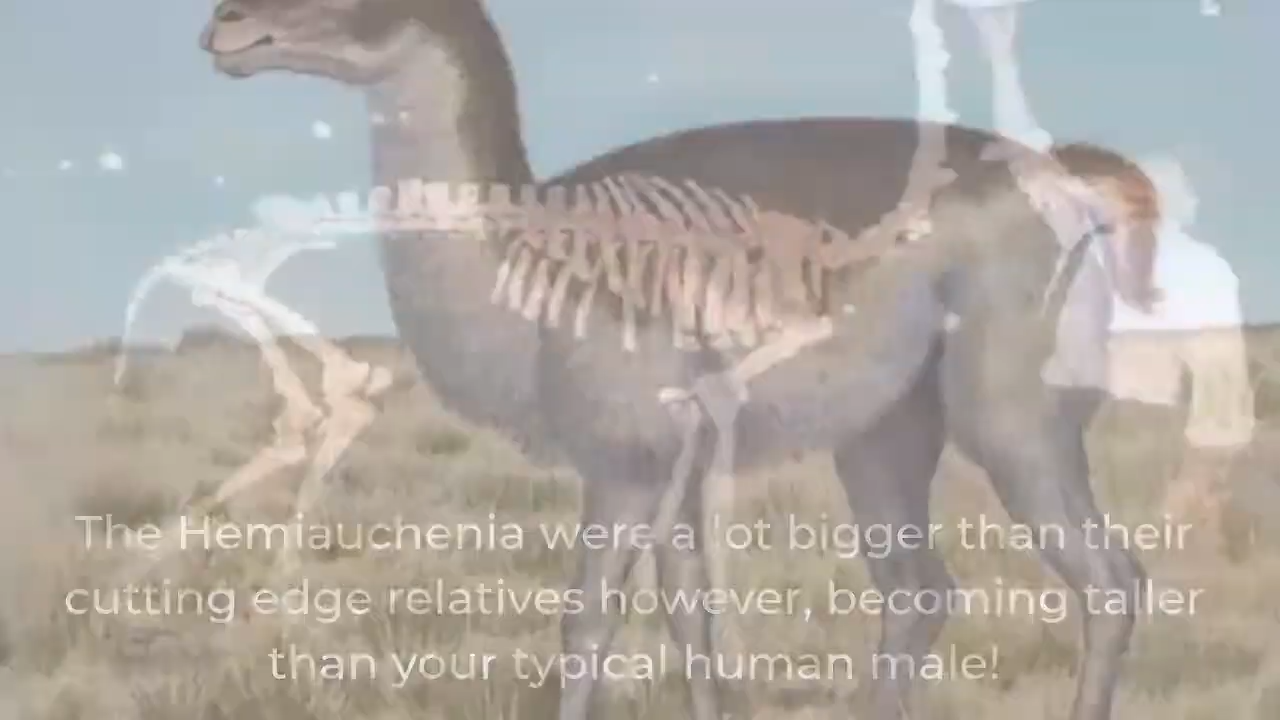 The Hemiauchenia were a lot bigger than their
cutting edge relatives however, becoming taller
than your typical human male!